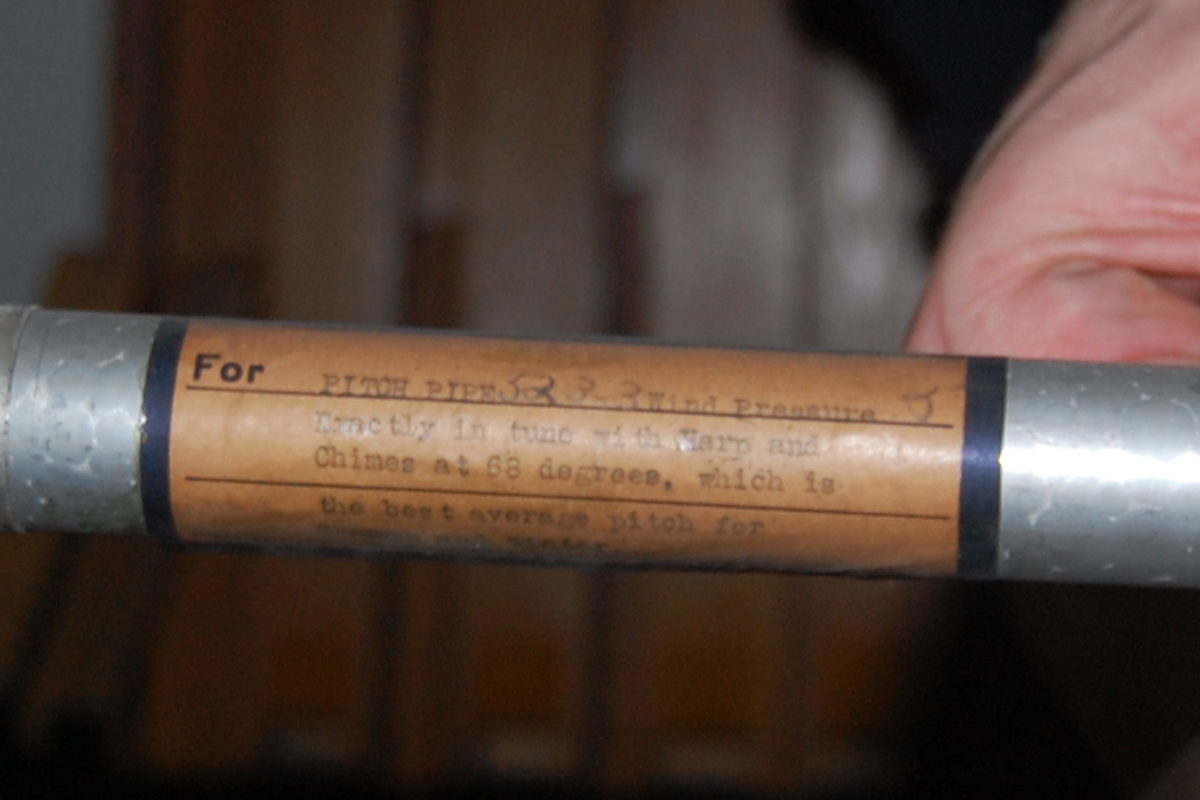 For PITCH PIPE Wind Pressure
Exactly in tune with Harp and
Chimes at 68 degrees, which is
the best average pitch for
and